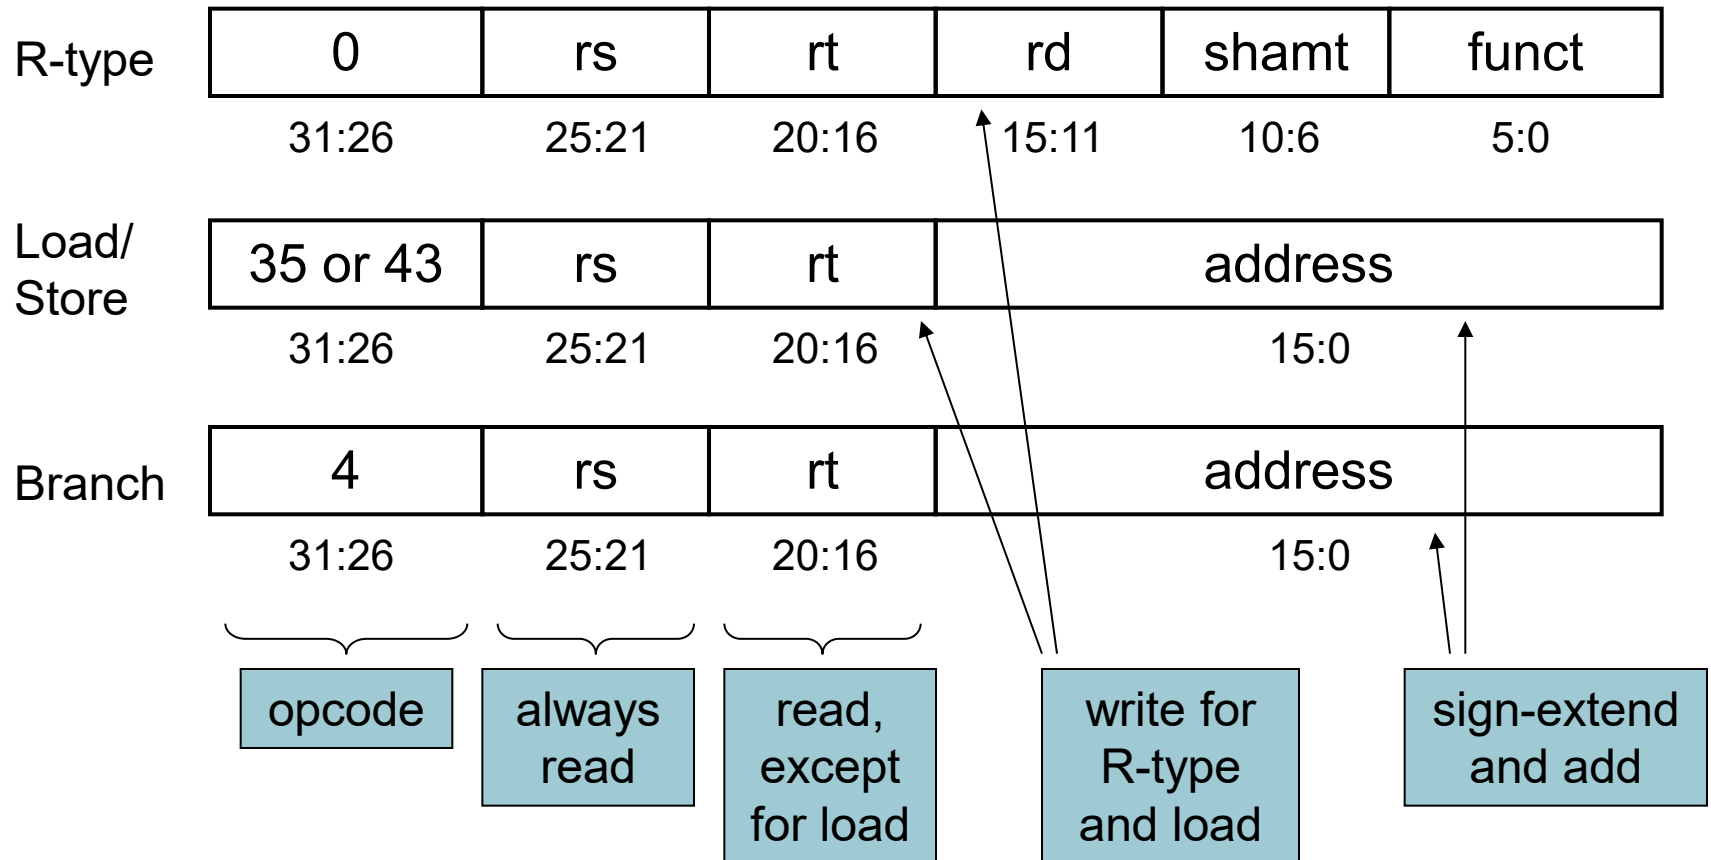 R-type 0 rs rt rd shamt funct
31:26 25:21 20:16 15:11 10:6 5:0
Load/
Store
35 or 43 rs rt address
31:26 25:21 20:16 15:0
Branch 4 rs rt address
31:26 25:21 20:16 15:0
opcode
always
read
read,
except
for load
write for
R-type
and load
sign-extend
and add